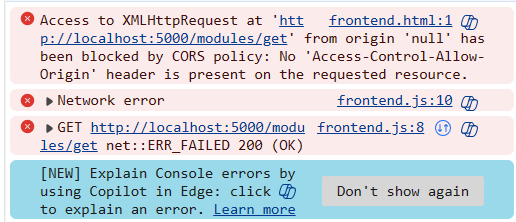 Access to XMLHttpRequest at 'htt frontend.html:1
p://localhost:5000/modules/get' from origin 'null' has
been blocked by CORS policy: No 'Access-Control-Allow-
Origin' header is present on the requested resource.
Network error frontend.js:10
GET http://localhost:5000/modu frontend.js:8
les/get net::ERR_FAILED 200 (OK)
[NEW] Explain Console errors by
using Copilot in Edge: click
to explain an error. Learn more
Don't show again